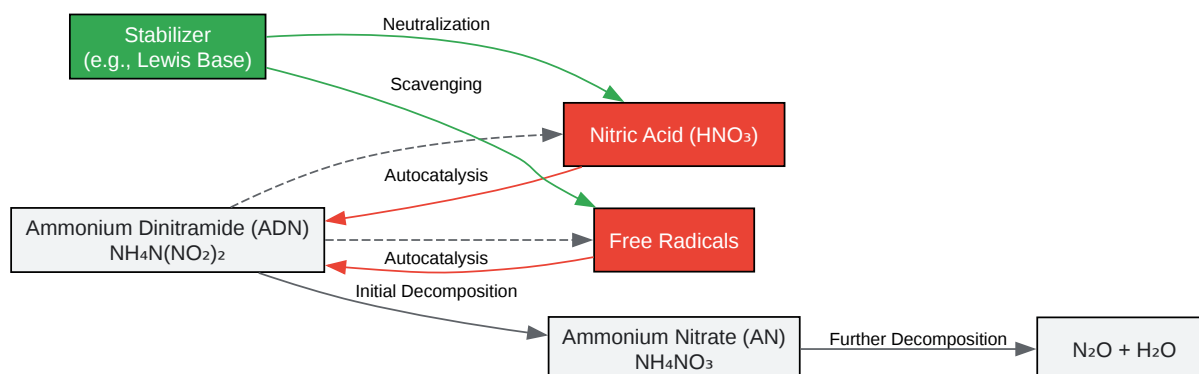 Stabilizer
(e.g., Lewis Base)
Neutralization
Scavenging
Nitric Acid (HNO₃)
Autocatalysis
Ammonium Dinitramide (ADN)
NH₄N(NO₂)₂
Free Radicals
Autocatalysis
Initial Decomposition
Ammonium Nitrate (AN)
NH₄NO₃
Further Decomposition
N₂O + H₂O